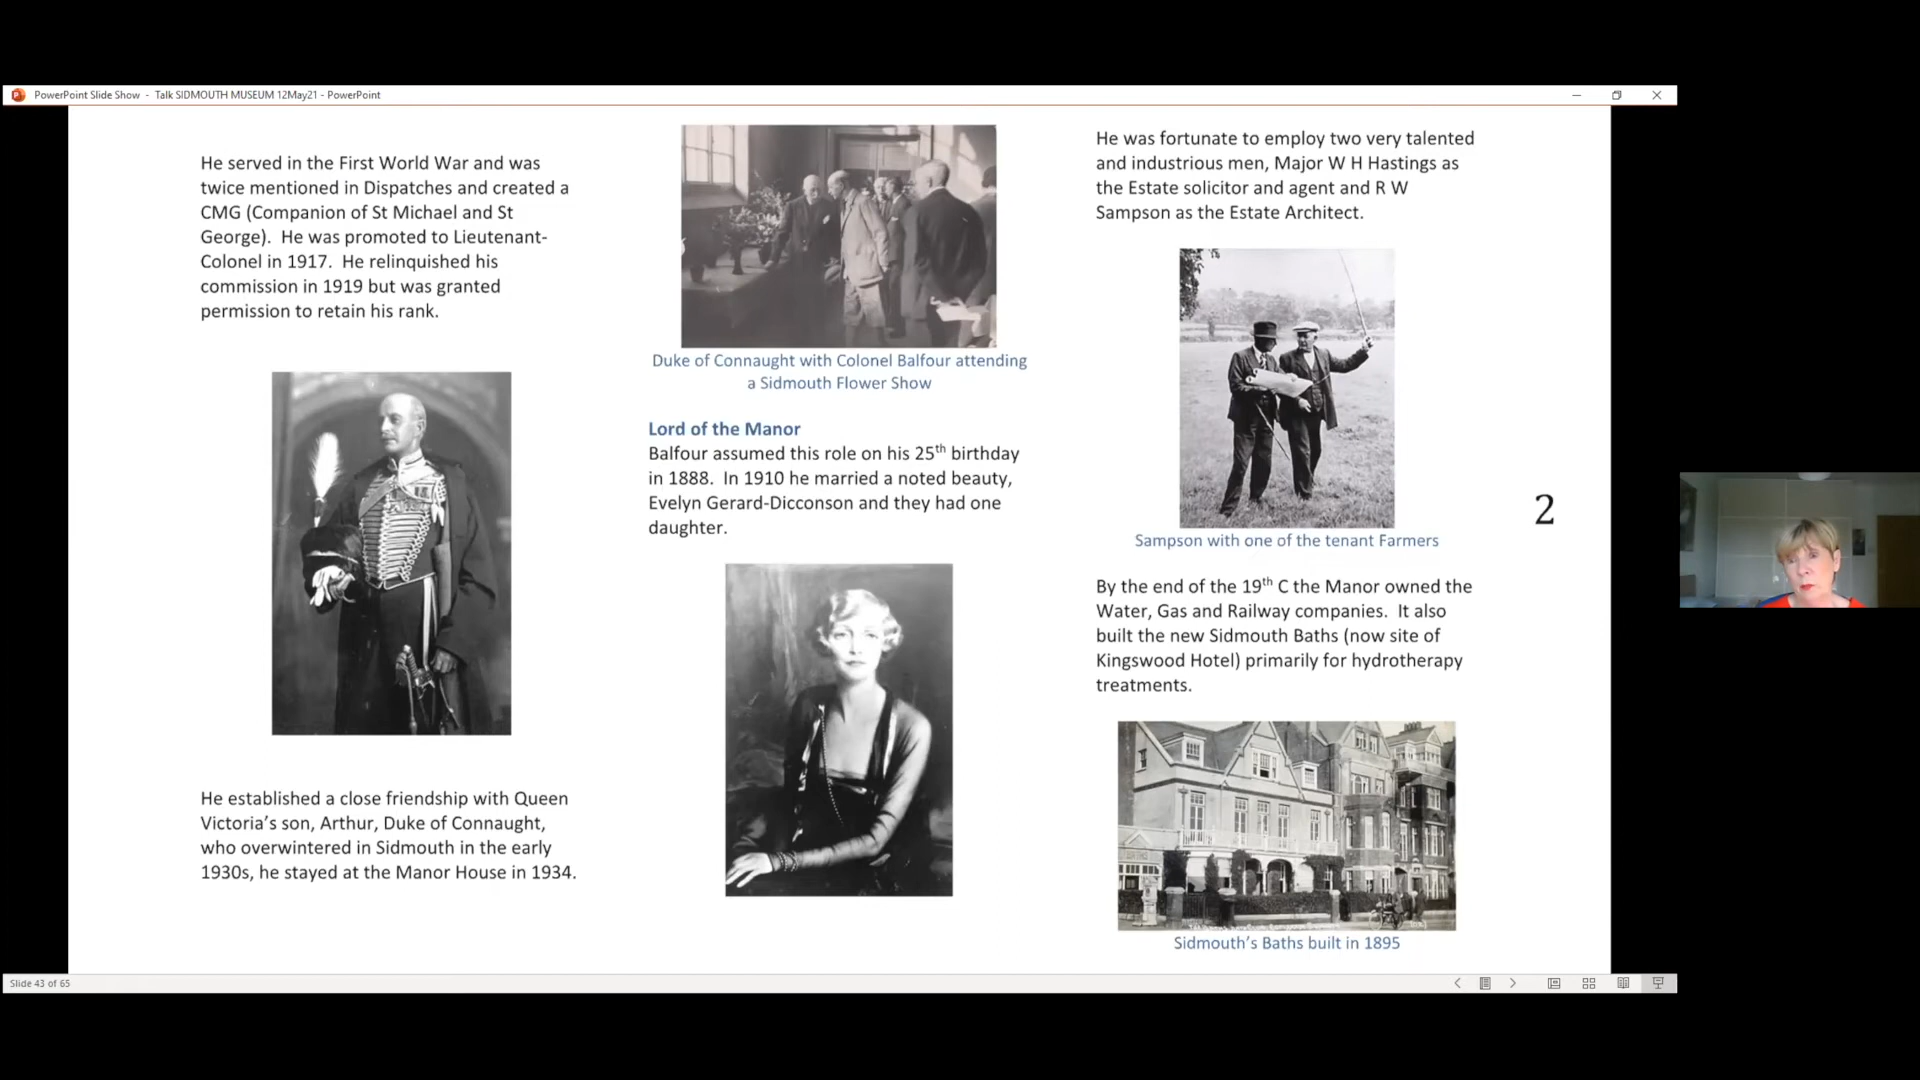 PowerPoint Slide Show - Talk SIDMOUTH MUSEUM 12May21 - PowerPoint
He served in the First World War and was
twice mentioned in Dispatches and created a
CMG (Companion of St Michael and St
George). He was promoted to Lieutenant-
Colonel in 1917. He relinquished his
commission in 1919 but was granted
permission to retain his rank.
He established a close friendship with Queen
Victoria’s son, Arthur, Duke of Connaught,
who overwintered in Sidmouth in the early
1930s, he stayed at the Manor House in 1934.
Duke of Connaught with Colonel Balfour attending
a Sidmouth Flower Show
Lord of the Manor
Balfour assumed this role on his 25th birthday
in 1888. In 1910 he married a noted beauty,
Evelyn Gerard-Dicconson and they had one
daughter.
He was fortunate to employ two very talented
and industrious men, Major W H Hastings as
the Estate solicitor and agent and R W
Sampson as the Estate Architect.
Sampson with one of the tenant Farmers
By the end of the 19th C the Manor owned the
Water, Gas and Railway companies. It also
built the new Sidmouth Baths (now site of
Kingswood Hotel) primarily for hydrotherapy
treatments.
Sidmouth’s Baths built in 1895
2
Slide 43 of 65